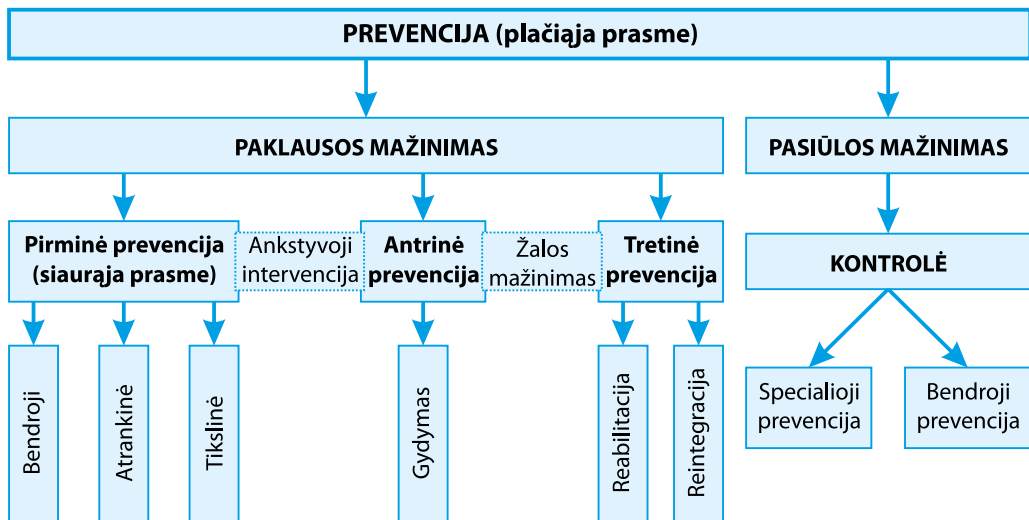 PREVENCIJA (plačiąja prasme)
PAKLAUSOS MAŽINIMAS
PASIŪLOS MAŽINIMAS
Pirminė prevencija
(siaurąja prasme)
Ankstyvoji
intervencija
Antrinė
prevencija
Žalos
mažinimas
Tretinė
prevencija
KONTROLĖ
Bendroji
Atrankinė
Tikslinė
Gydymas
Reabilitacija
Reintegracija
Specialioji
prevencija
Bendroji
prevencija